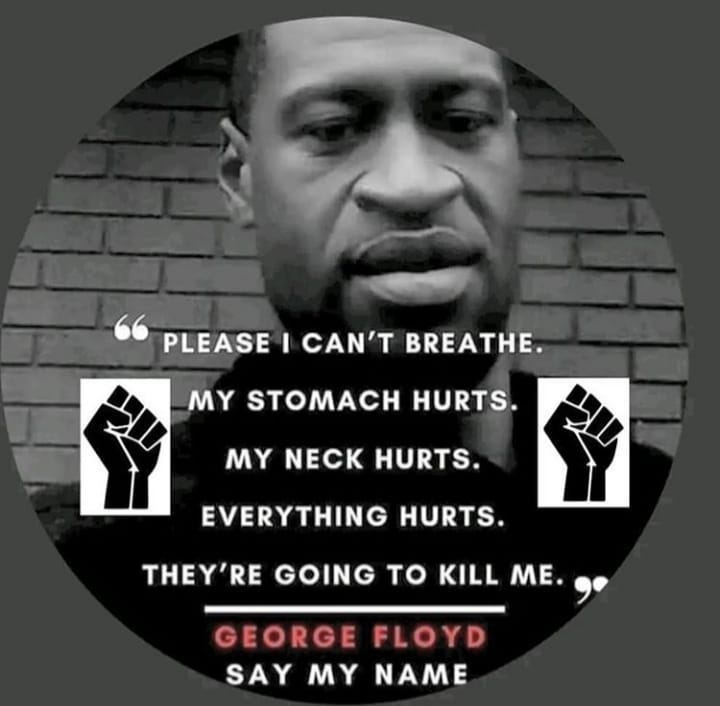 “ PLEASE I CAN’T BREATHE.
MY STOMACH HURTS.
MY NECK HURTS.
EVERYTHING HURTS.
THEY’RE GOING TO KILL ME. ”
GEORGE FLOYD
SAY MY NAME